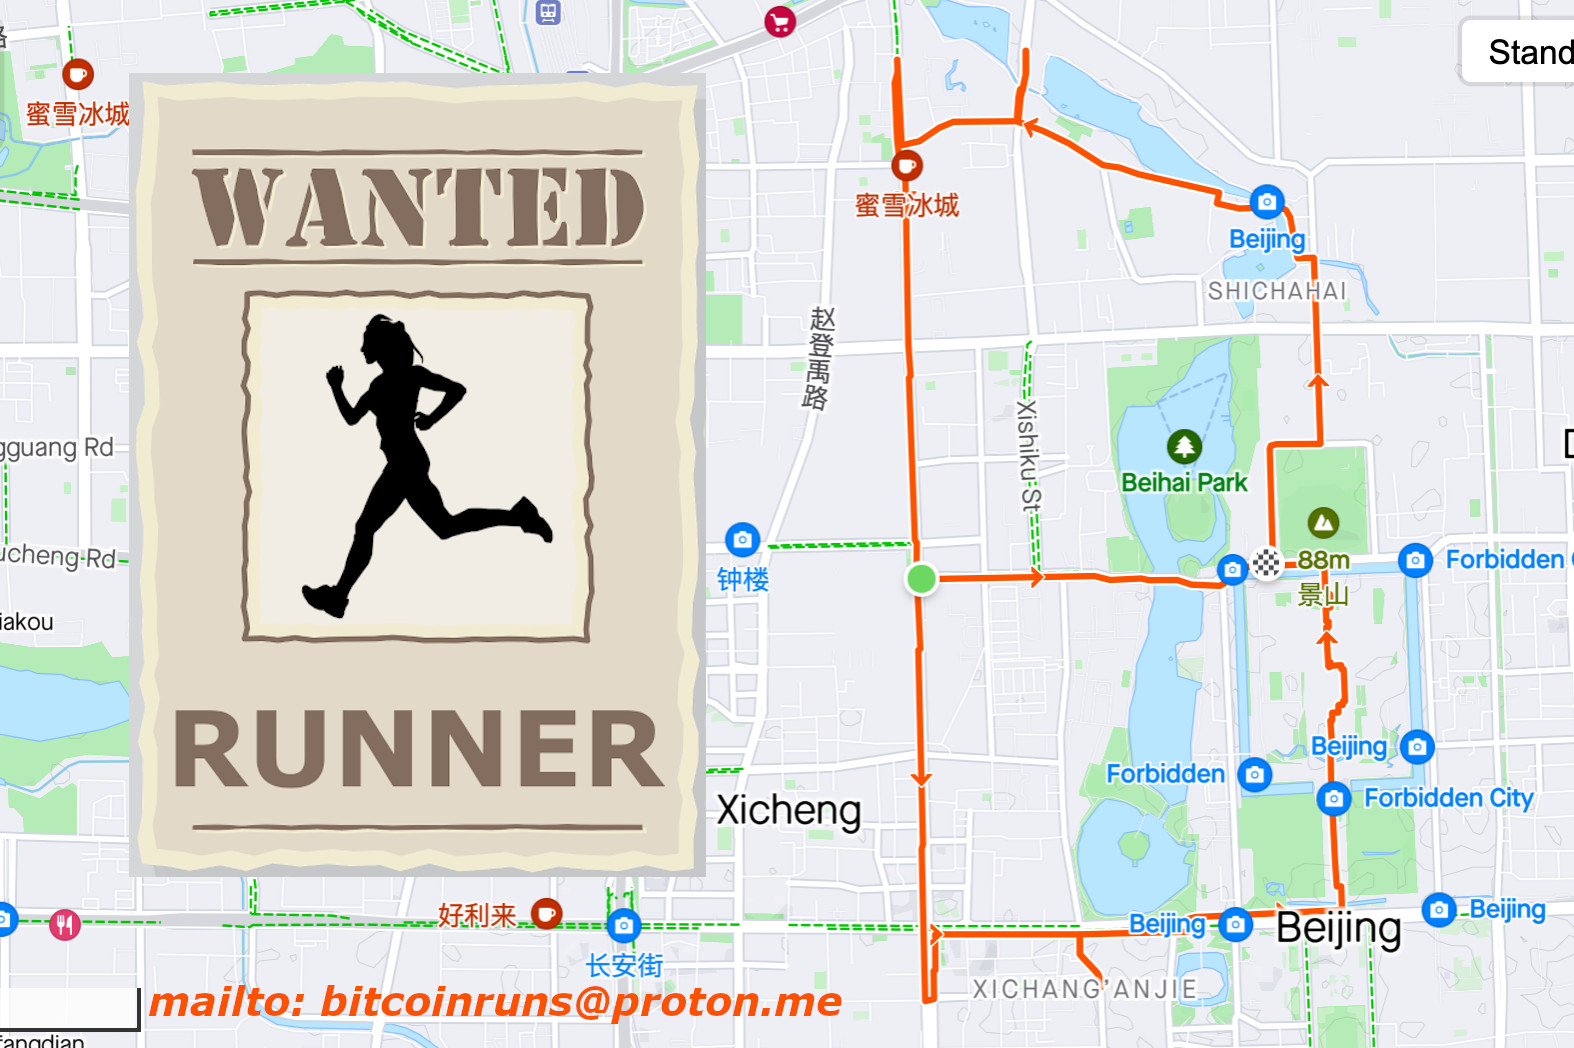 Stand
蜜雪冰城
WANTED
蜜雪冰城
Beijing
SHICHAHAI
赵登禹路
Xishiku St
gguang Rd
Beihai Park
ucheng Rd
钟楼
88m
景山
Forbidden
iakou
RUNNER
Beijing
Forbidden
Forbidden City
Xicheng
好利来
Beijing
Beijing
Beijing
长安街
XICHANG'ANJIE
mailto: bitcoinruns@proton.me
fangdian